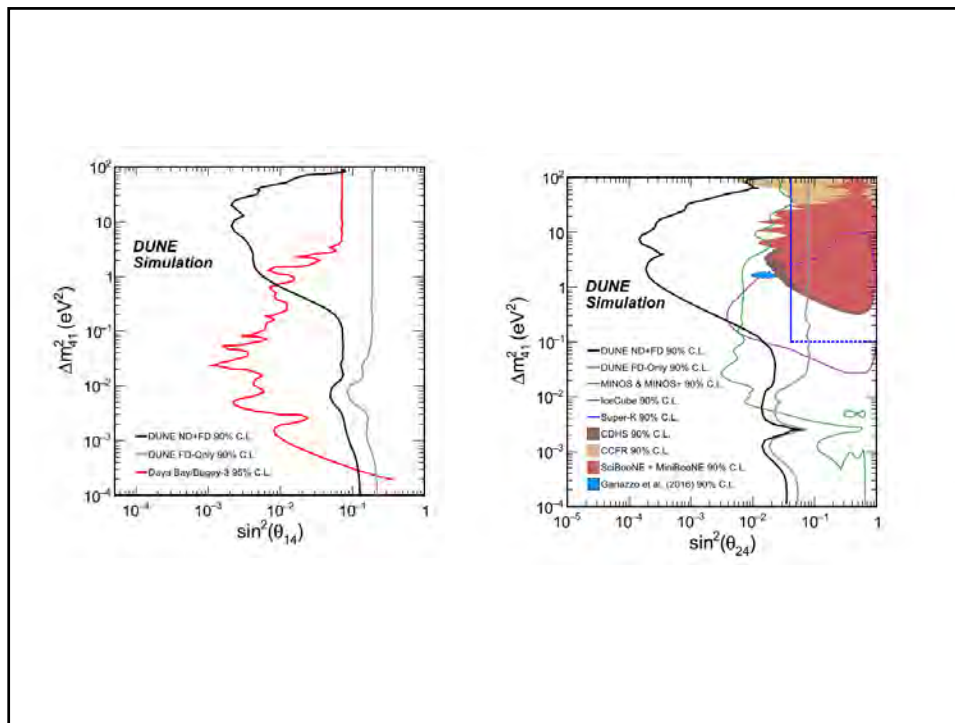 10²
10
1
10⁻¹
10⁻²
10⁻³
10⁻⁴
Δm²₄₁ (eV²)
DUNE
Simulation
DUNE ND+FD 90% C.L.
DUNE FD-Only 90% C.L.
Daya Bay/Bugey-3 95% C.L.
10⁻⁴ 10⁻³ 10⁻² 10⁻¹ 1
sin²(θ₁₄)
10²
10
1
10⁻¹
10⁻²
10⁻³
10⁻⁴
Δm²₄₁ (eV²)
DUNE
Simulation
DUNE ND+FD 90% C.L.
DUNE FD-Only 90% C.L.
MINOS & MINOS+ 90% C.L.
IceCube 90% C.L.
Super-K 90% C.L.
CDHS 90% C.L.
CCFR 90% C.L.
SciBooNE + MiniBooNE 90% C.L.
Gariazzo et al. (2016) 90% C.L.
10⁻⁵ 10⁻⁴ 10⁻³ 10⁻² 10⁻¹ 1
sin²(θ₂₄)